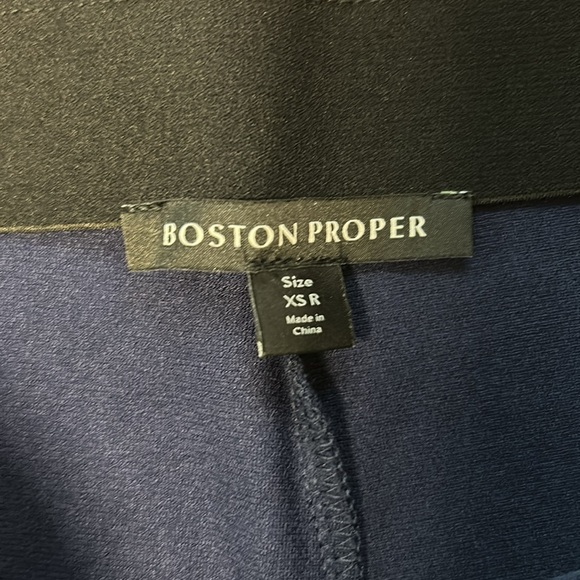 BOSTON PROPER
Size
XS R
Made in
China